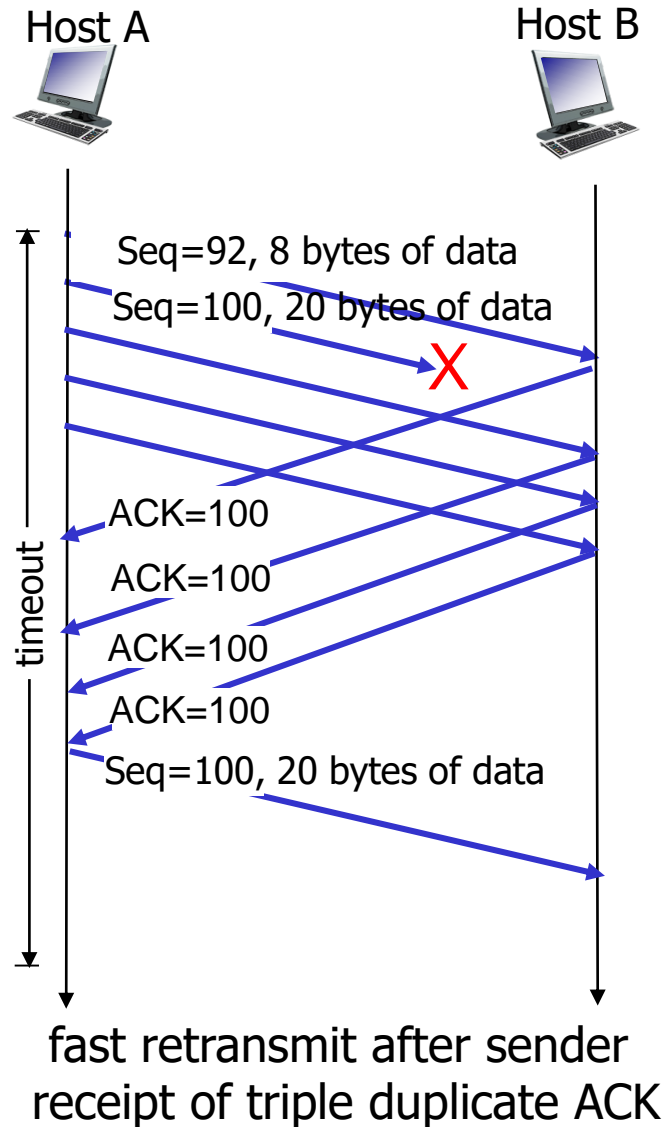 Host A
Host B
Seq=92, 8 bytes of data
Seq=100, 20 bytes of data
X
ACK=100
timeout
ACK=100
ACK=100
ACK=100
Seq=100, 20 bytes of data
fast retransmit after sender
receipt of triple duplicate ACK